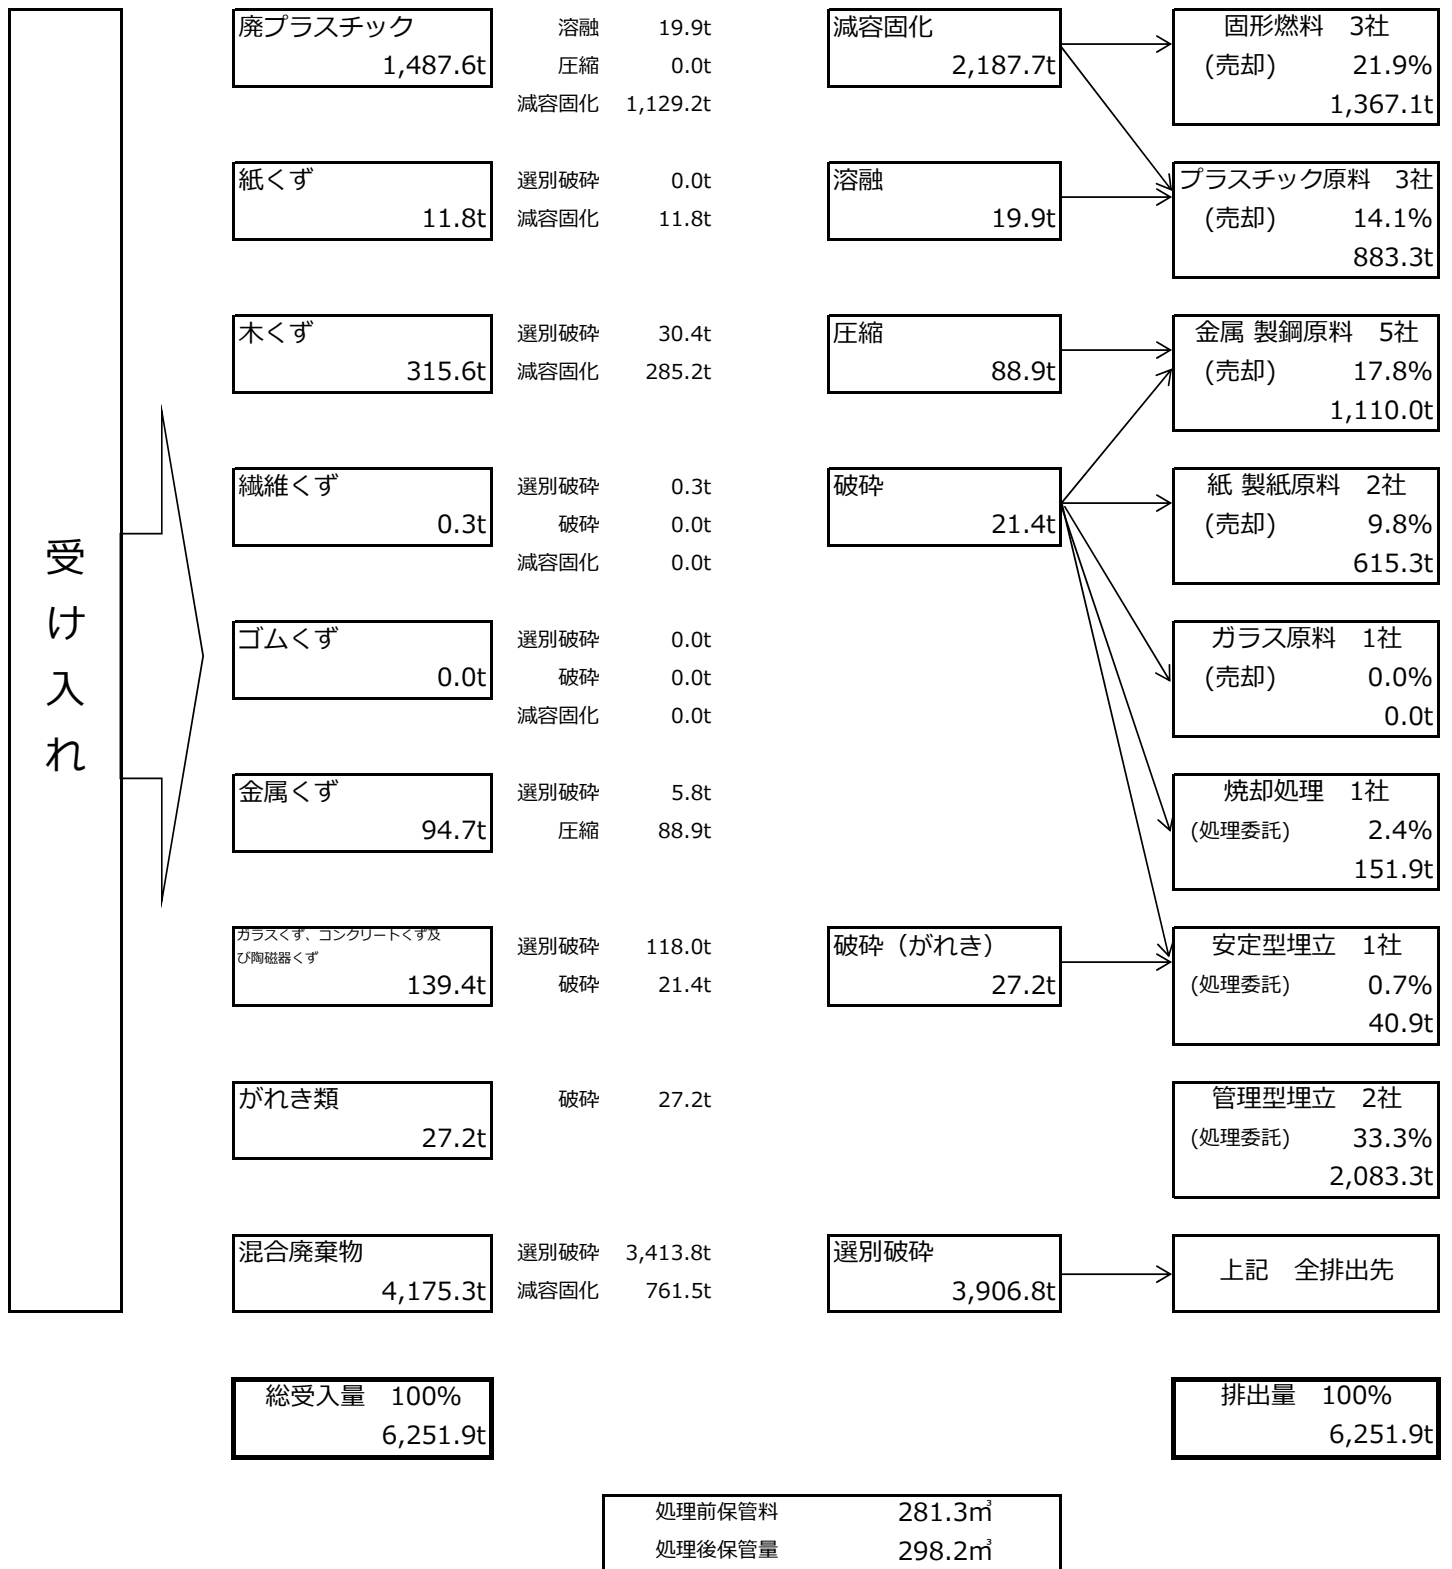 受け入れ
廃プラスチック 溶融 19.9t 減容固化 固形燃料 3社
1,487.6t 圧縮 0.0t 2,187.7t (売却) 21.9%
減容固化 1,129.2t 1,367.1t
紙くず 選別破砕 0.0t 溶融 プラスチック原料 3社
11.8t 減容固化 11.8t 19.9t (売却) 14.1%
883.3t
木くず 選別破砕 30.4t 圧縮 金属 製鋼原料 5社
315.6t 減容固化 285.2t 88.9t (売却) 17.8%
1,110.0t
繊維くず 選別破砕 0.3t 破砕 紙 製紙原料 2社
0.3t 破砕 0.0t 21.4t (売却) 9.8%
減容固化 0.0t 615.3t
ゴムくず 選別破砕 0.0t ガラス原料 1社
0.0t 破砕 0.0t (売却) 0.0%
減容固化 0.0t 0.0t
金属くず 選別破砕 5.8t 焼却処理 1社
94.7t 圧縮 88.9t (処理委託) 2.4%
151.9t
ガラスくず、コンクリートくず及
び陶磁器くず 選別破砕 118.0t 破砕（がれき） 安定型埋立 1社
139.4t 破砕 21.4t 27.2t (処理委託) 0.7%
40.9t
がれき類 破砕 27.2t 管理型埋立 2社
27.2t (処理委託) 33.3%
2,083.3t
混合廃棄物 選別破砕 3,413.8t 選別破砕 上記 全排出先
4,175.3t 減容固化 761.5t 3,906.8t
総受入量 100% 排出量 100%
6,251.9t 6,251.9t
処理前保管料 281.3㎥
処理後保管量 298.2㎥